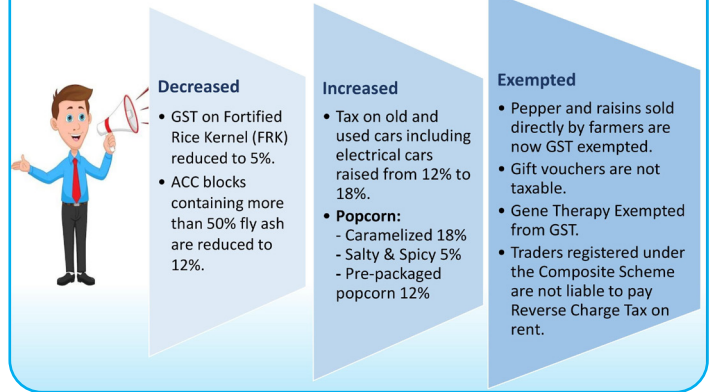 Decreased
• GST on Fortified
Rice Kernel (FRK)
reduced to 5%.
• ACC blocks
containing more
than 50% fly ash
are reduced to
12%.
Increased
• Tax on old and
used cars including
electrical cars
raised from 12% to
18%.
• Popcorn:
- Caramelized 18%
- Salty & Spicy 5%
- Pre-packaged
popcorn 12%
Exempted
• Pepper and raisins sold
directly by farmers are
now GST exempted.
• Gift vouchers are not
taxable.
• Gene Therapy Exempted
from GST.
• Traders registered under
the Composite Scheme
are not liable to pay
Reverse Charge Tax on
rent.